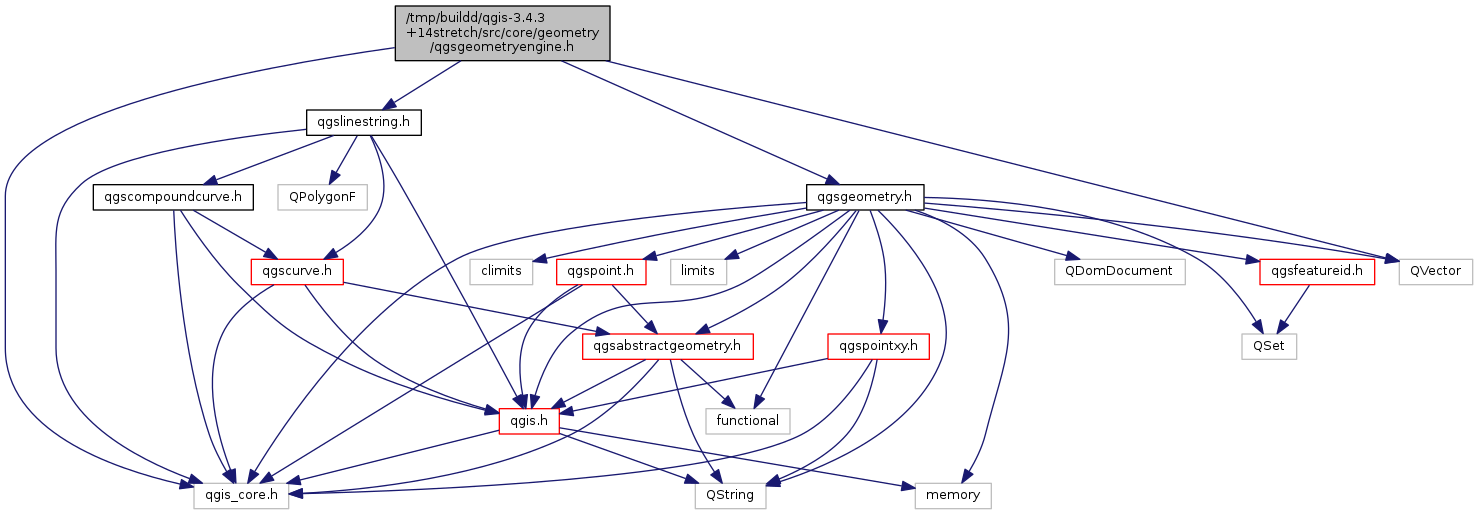 /tmp/buildd/qgis-3.4.3
+14stretch/src/core/geometry
/qgsgeometryengine.h
qgslinestring.h
qgscompoundcurve.h
QPolygonF
qgsgeometry.h
qgscurve.h
climits
qgspoint.h
limits
QDomDocument
qgsfeatureid.h
QVector
qgsabstractgeometry.h
qgspointxy.h
QSet
qgis.h
functional
qgis_core.h
QString
memory